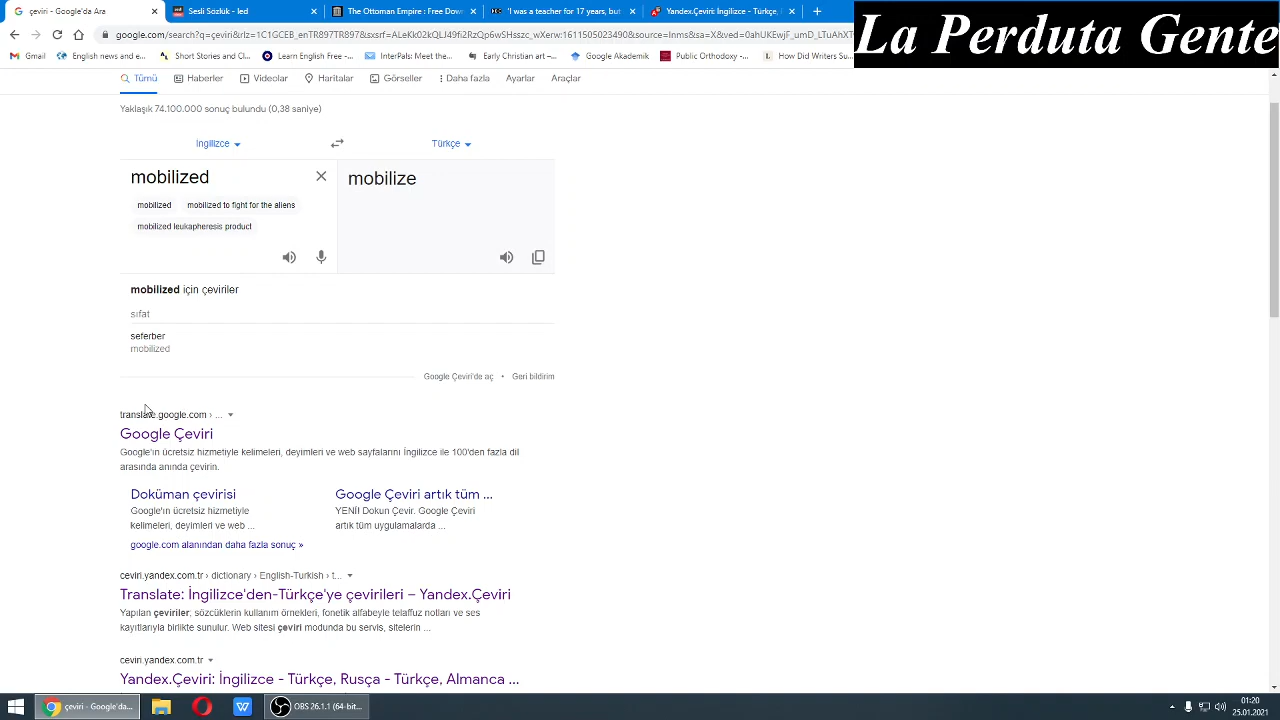 çeviri - Google'da Ara
Sesli Sözlük - led
The Ottoman Empire : Free Dow
'I was a teacher for 17 years, but
Yandex.Çeviri: İngilizce - Türkçe,
google.com/search?q=çeviri&rlz=1C1GCEB_enTR897TR897&sxsrf=ALeKk02kQLJ49fi2RzQp6wSHsszc_wXerw:1611505023490&source=lnms&sa=X&ved=0ahUKEwjF_umD_LTuAhXT
La Perduta Gente
Gmail
English news and e...
Short Stories and Cl...
Learn English Free -...
InterPals: Meet the...
Early Christian art -...
Google Akademik
Public Orthodoxy -...
How Did Writers Su
Tümü
Haberler
Videolar
Haritalar
Görseller
Daha fazla
Ayarlar
Araçlar
Yaklaşık 74.100.000 sonuç bulundu (0,38 saniye)
İngilizce
Türkçe
mobilized
mobilize
mobilized
mobilized to fight for the aliens
mobilized leukapheresis product
mobilized için çeviriler
sıfat
seferber
mobilized
Google Çeviri'de aç • Geri bildirim
translate.google.com › ...
Google Çeviri
Google'ın ücretsiz hizmetiyle kelimeleri, deyimleri ve web sayfalarını İngilizce ile 100'den fazla dil
arasında anında çevirin.
Doküman çevirisi
Google Çeviri artık tüm ...
Google'ın ücretsiz hizmetiyle
YENİ! Dokun Çevir. Google Çeviri
kelimeleri, deyimleri ve web ...
artık tüm uygulamalarda ...
google.com alanından daha fazla sonuç »
ceviri.yandex.com.tr › dictionary › English-Turkish › t...
Translate: İngilizce'den-Türkçe'ye çevirileri – Yandex.Çeviri
Yapılan çeviriler; sözcüklerin kullanım örnekleri, fonetik alfabeyle telaffuz notları ve ses
kayıtlarıyla birlikte sunulur. Web sitesi çeviri modunda bu servis, sitelerin ...
ceviri.yandex.com.tr
Yandex.Çeviri: İngilizce - Türkçe, Rusça - Türkçe, Almanca ...
çeviri - Google'da...
OBS 26.1.1 (64-bit...
01:20
25.01.2021